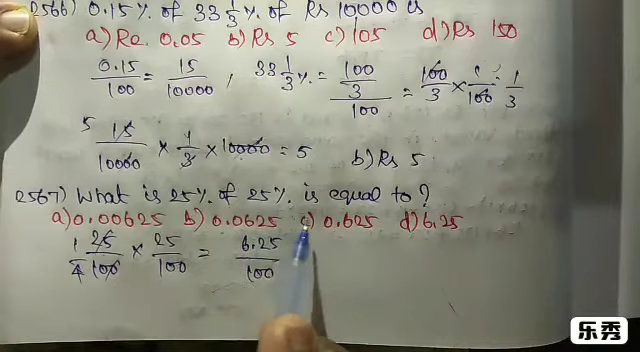 2566) 0.15% of 33 1/3 % of Rs 10000 is
a) Re. 0.05 b) Rs 5 c) 105 d) Rs 150
0.15/100 = 15/10000 , 33 1/3 % = (100/3)/100 = 100/3 × 1/100 = 1/3
5 15/10000 × 1/3 × 10000 = 5 b) Rs 5
2567) What is 25% of 25% is equal to?
a) 0.00625 b) 0.0625 c) 0.625 d) 6.25
1 25/4 100 × 25/100 = 6.25/100
乐秀